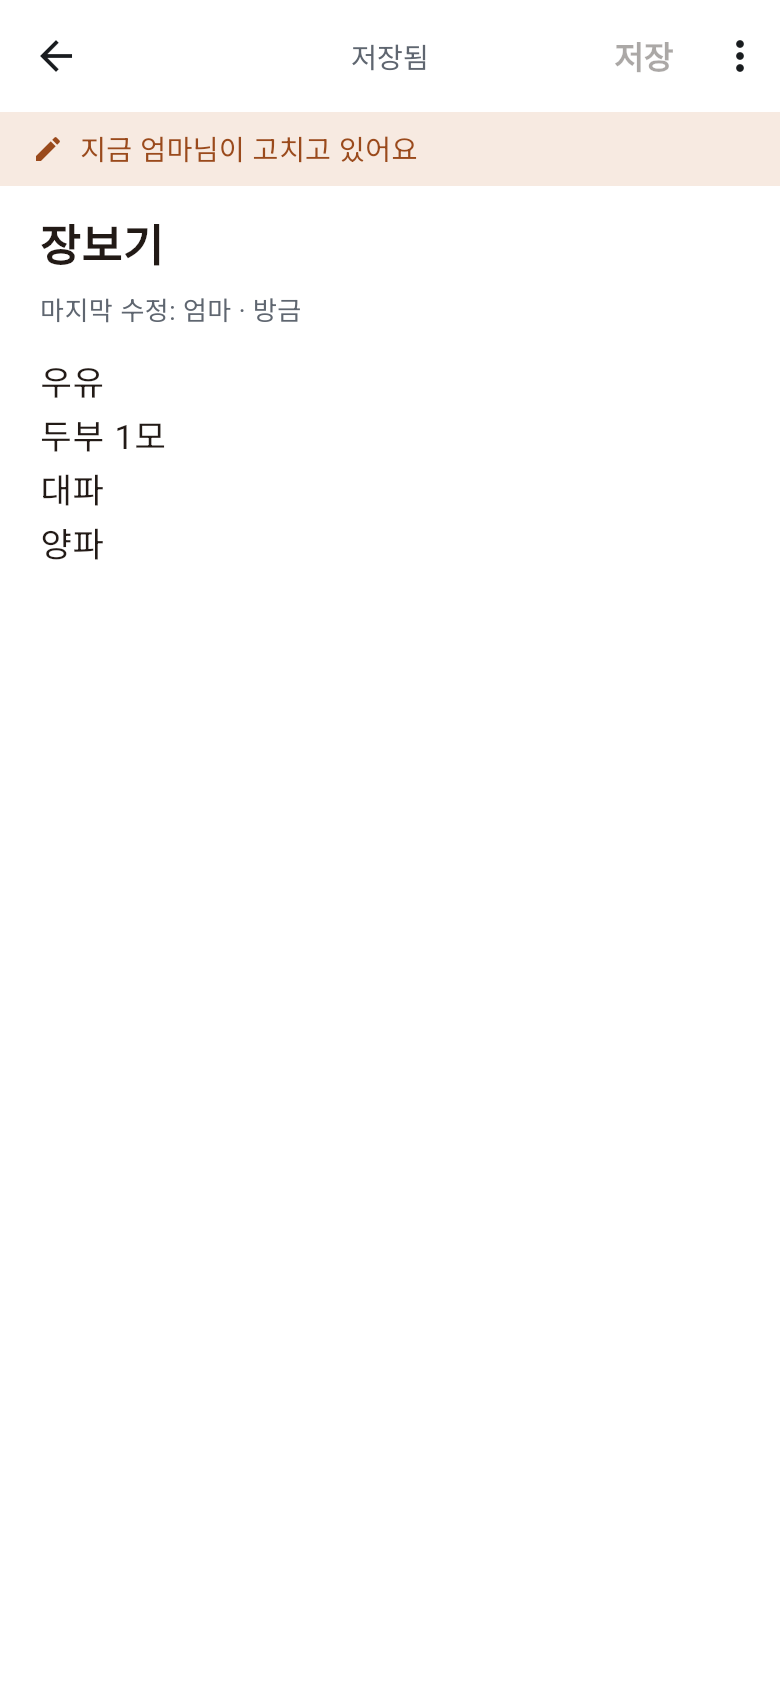 저장됨 저장
지금 엄마님이 고치고 있어요
장보기
마지막 수정: 엄마 · 방금
우유
두부 1모
대파
양파